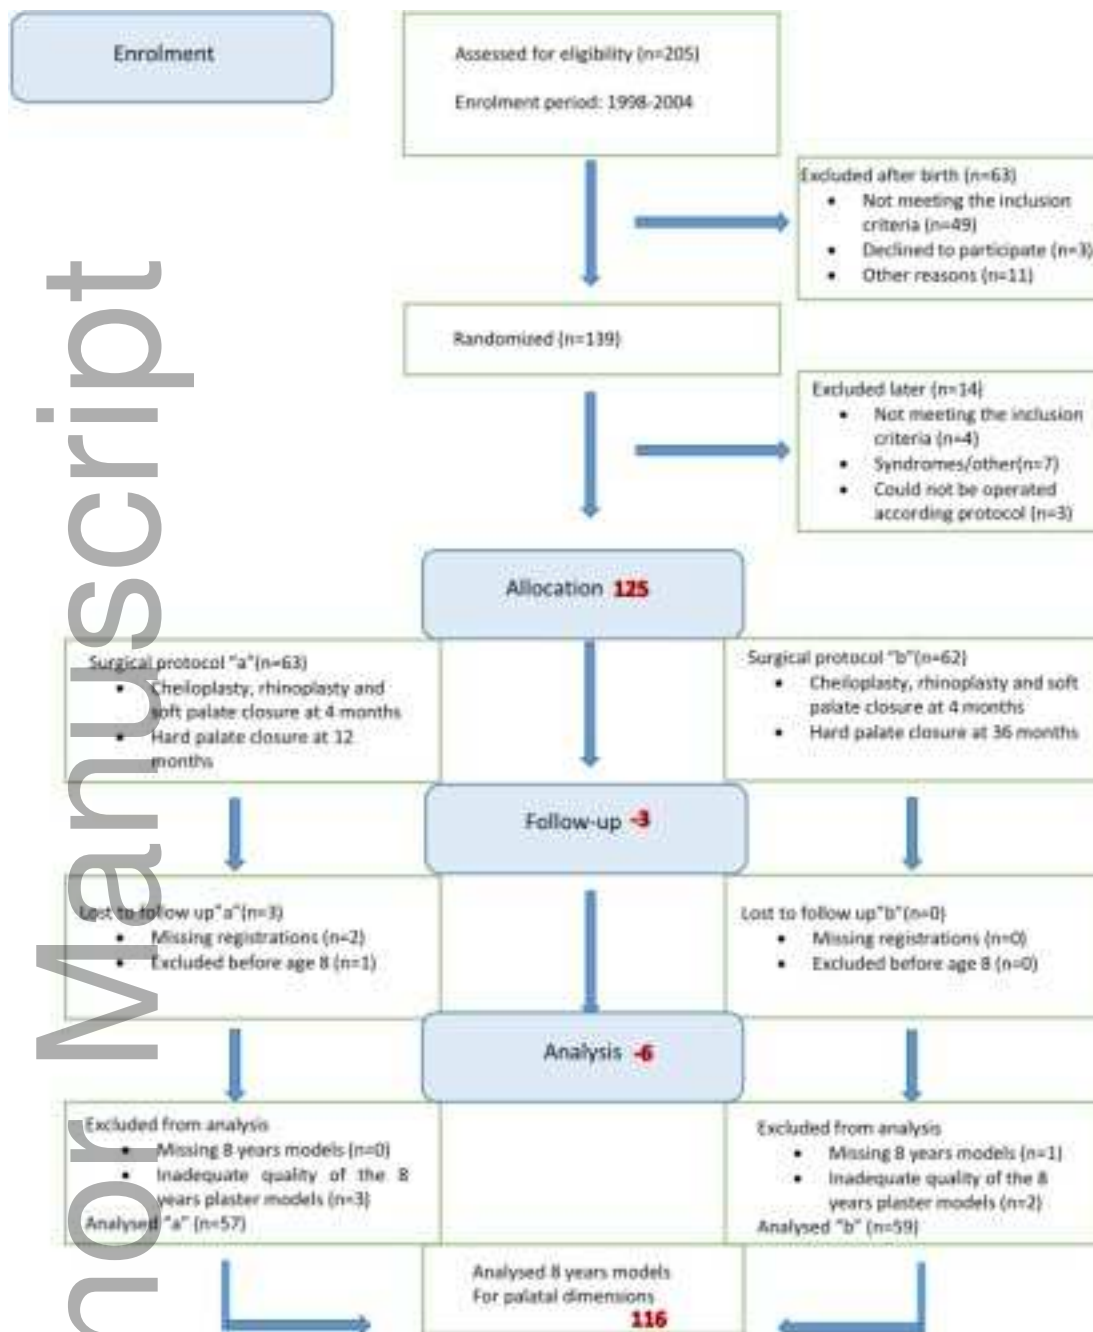 Enrolment
Assessed for eligibility (n=205)
Enrolment period: 1998-2004
Excluded after birth (n=63)
• Not meeting the inclusion
criteria (n=49)
• Declined to participate (n=3)
• Other reasons (n=11)
Randomized (n=139)
Excluded later (n=14)
• Not meeting the inclusion
criteria (n=4)
• Syndromes/other(n=7)
• Could not be operated
according protocol (n=3)
Allocation 125
Surgical protocol "a"(n=63)
• Cheiloplasty, rhinoplasty and
soft palate closure at 4 months
• Hard palate closure at 12
months
Surgical protocol "b"(n=62)
• Cheiloplasty, rhinoplasty and soft
palate closure at 4 months
• Hard palate closure at 36 months
Follow-up -3
Lost to follow up"a"(n=3)
• Missing registrations (n=2)
• Excluded before age 8 (n=1)
Lost to follow up"b"(n=0)
• Missing registrations (n=0)
• Excluded before age 8 (n=0)
Analysis -6
Excluded from analysis
• Missing 8 years models (n=0)
• Inadequate quality of the 8
years plaster models (n=3)
Analysed "a" (n=57)
Excluded from analysis
• Missing 8 years models (n=1)
• Inadequate quality of the 8
years plaster models (n=2)
Analysed "b" (n=59)
Analysed 8 years models
For palatal dimensions
116
nor Manuscript